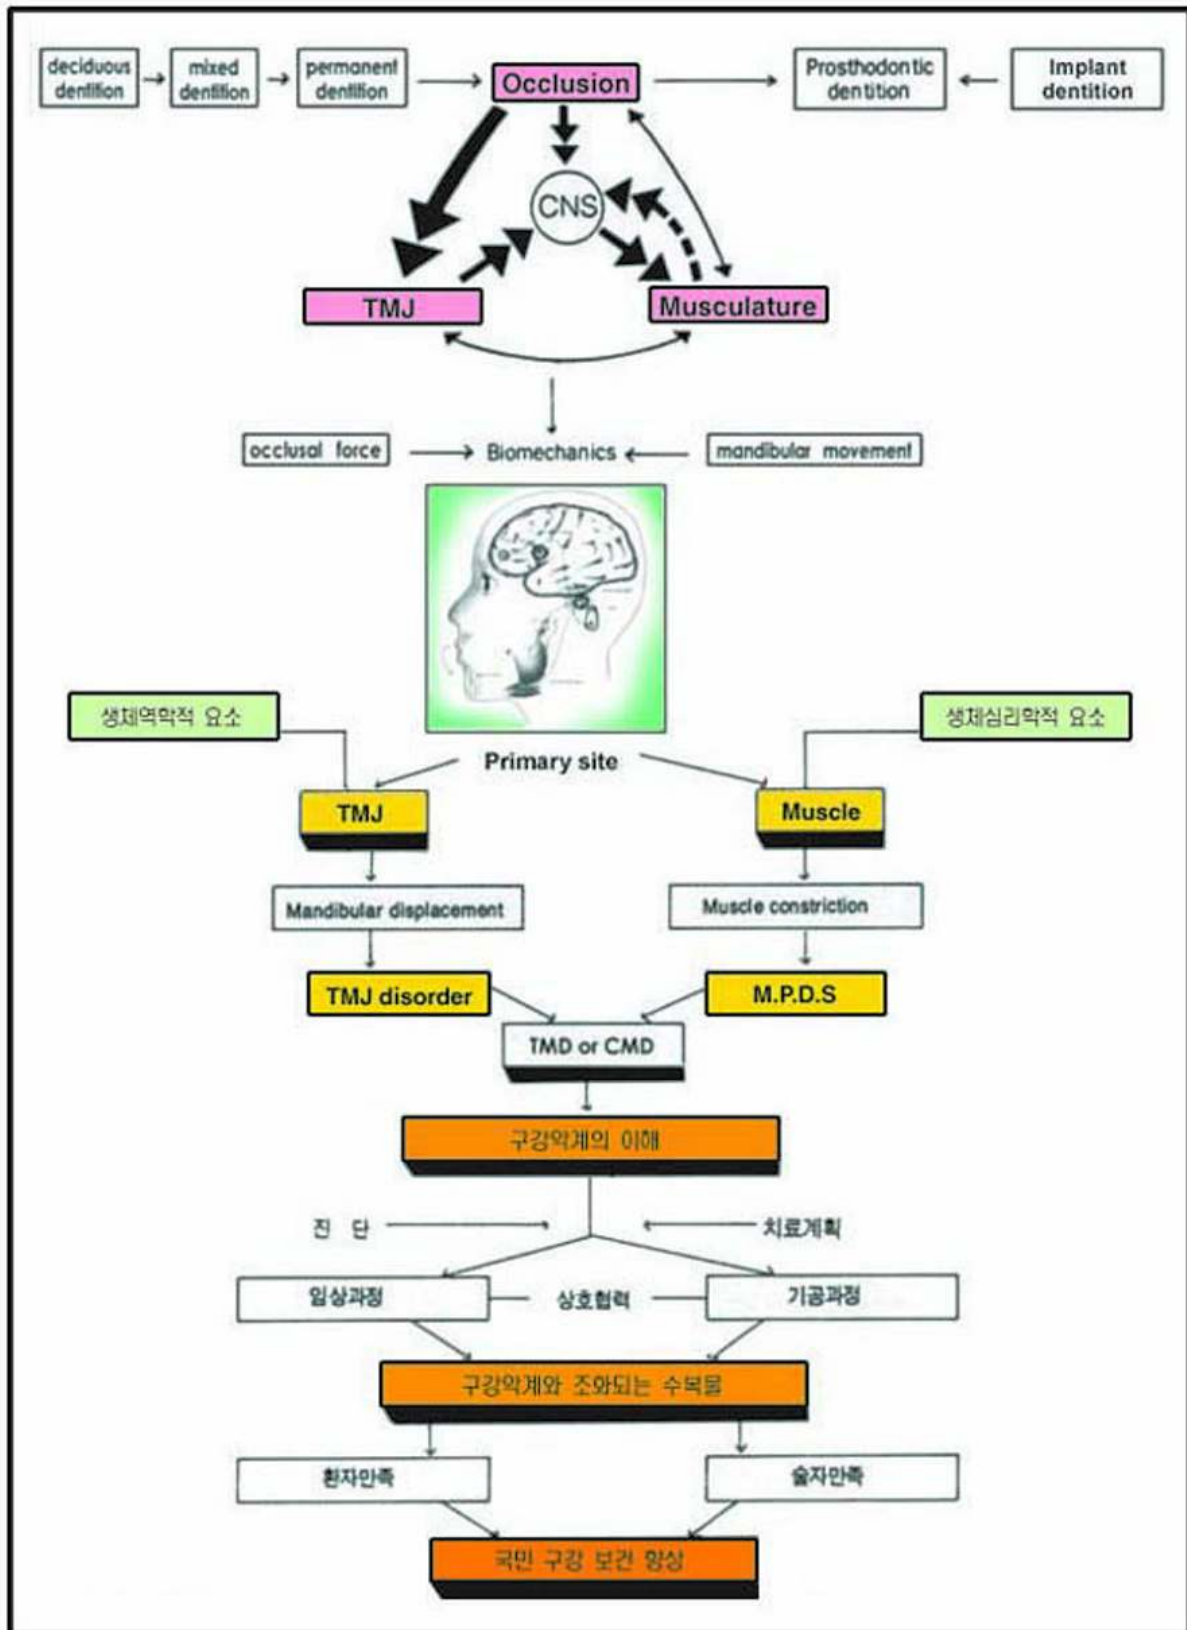 deciduous
dentition
mixed
dentition
permanent
dentition
Occlusion
Prosthodontic
dentition
Implant
dentition
CNS
TMJ
Musculature
occlusal force
Biomechanics
mandibular movement
생체역학적 요소
생체심리학적 요소
Primary site
TMJ
Muscle
Mandibular displacement
Muscle constriction
TMJ disorder
M.P.D.S
TMD or CMD
구강악계의 이해
진 단
치료계획
임상과정
상호협력
기공과정
구강악계와 조화되는 수복물
환자만족
술자만족
국민 구강 보건 향상